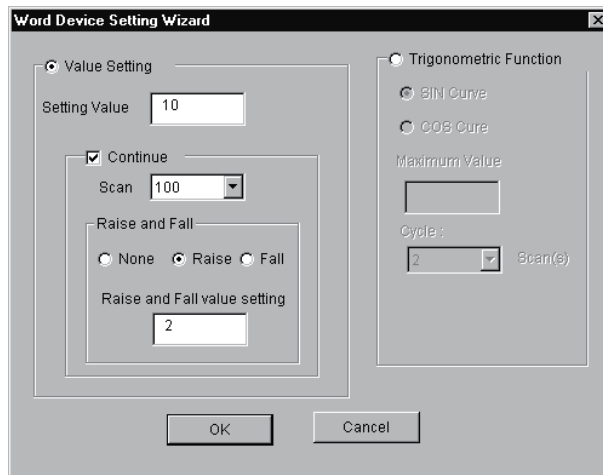 Word Device Setting Wizard
Value Setting
Setting Value 10
Continue
Scan 100
Raise and Fall
None Raise Fall
Raise and Fall value setting
2
Trigonometric Function
SIN Curve
COS Cure
Maximum Value
Cycle :
2 Scan(s)
OK Cancel